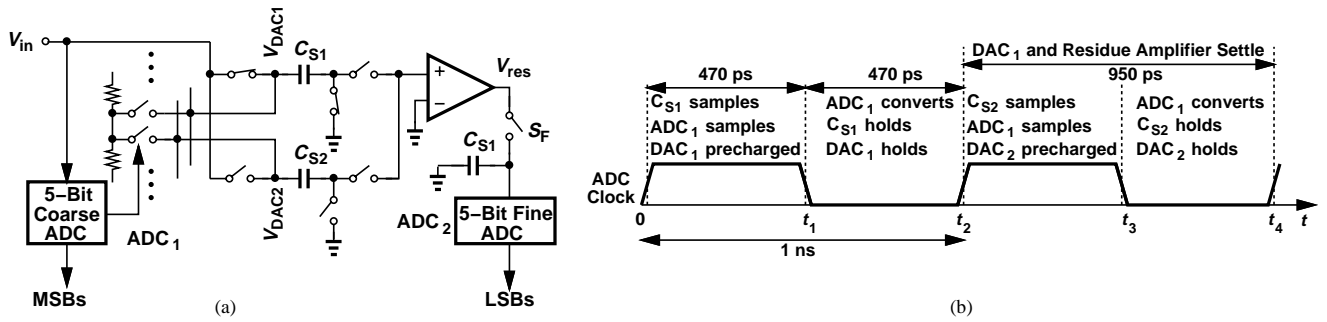 V_in
V_DAC1
C_S1
V_res
+
−
S_F
C_S2
C_S1
V_DAC2
5−Bit
Coarse
ADC
ADC_1
ADC_2
5−Bit Fine
ADC
MSBs
LSBs
(a)
DAC_1 and Residue Amplifier Settle
470 ps
470 ps
950 ps
C_S1 samples
ADC_1 samples
DAC_1 precharged
ADC_1 converts
C_S1 holds
DAC_1 holds
C_S2 samples
ADC_1 samples
DAC_2 precharged
ADC_1 converts
C_S2 holds
DAC_2 holds
ADC
Clock
0
t_1
t_2
t_3
t_4
t
1 ns
(b)